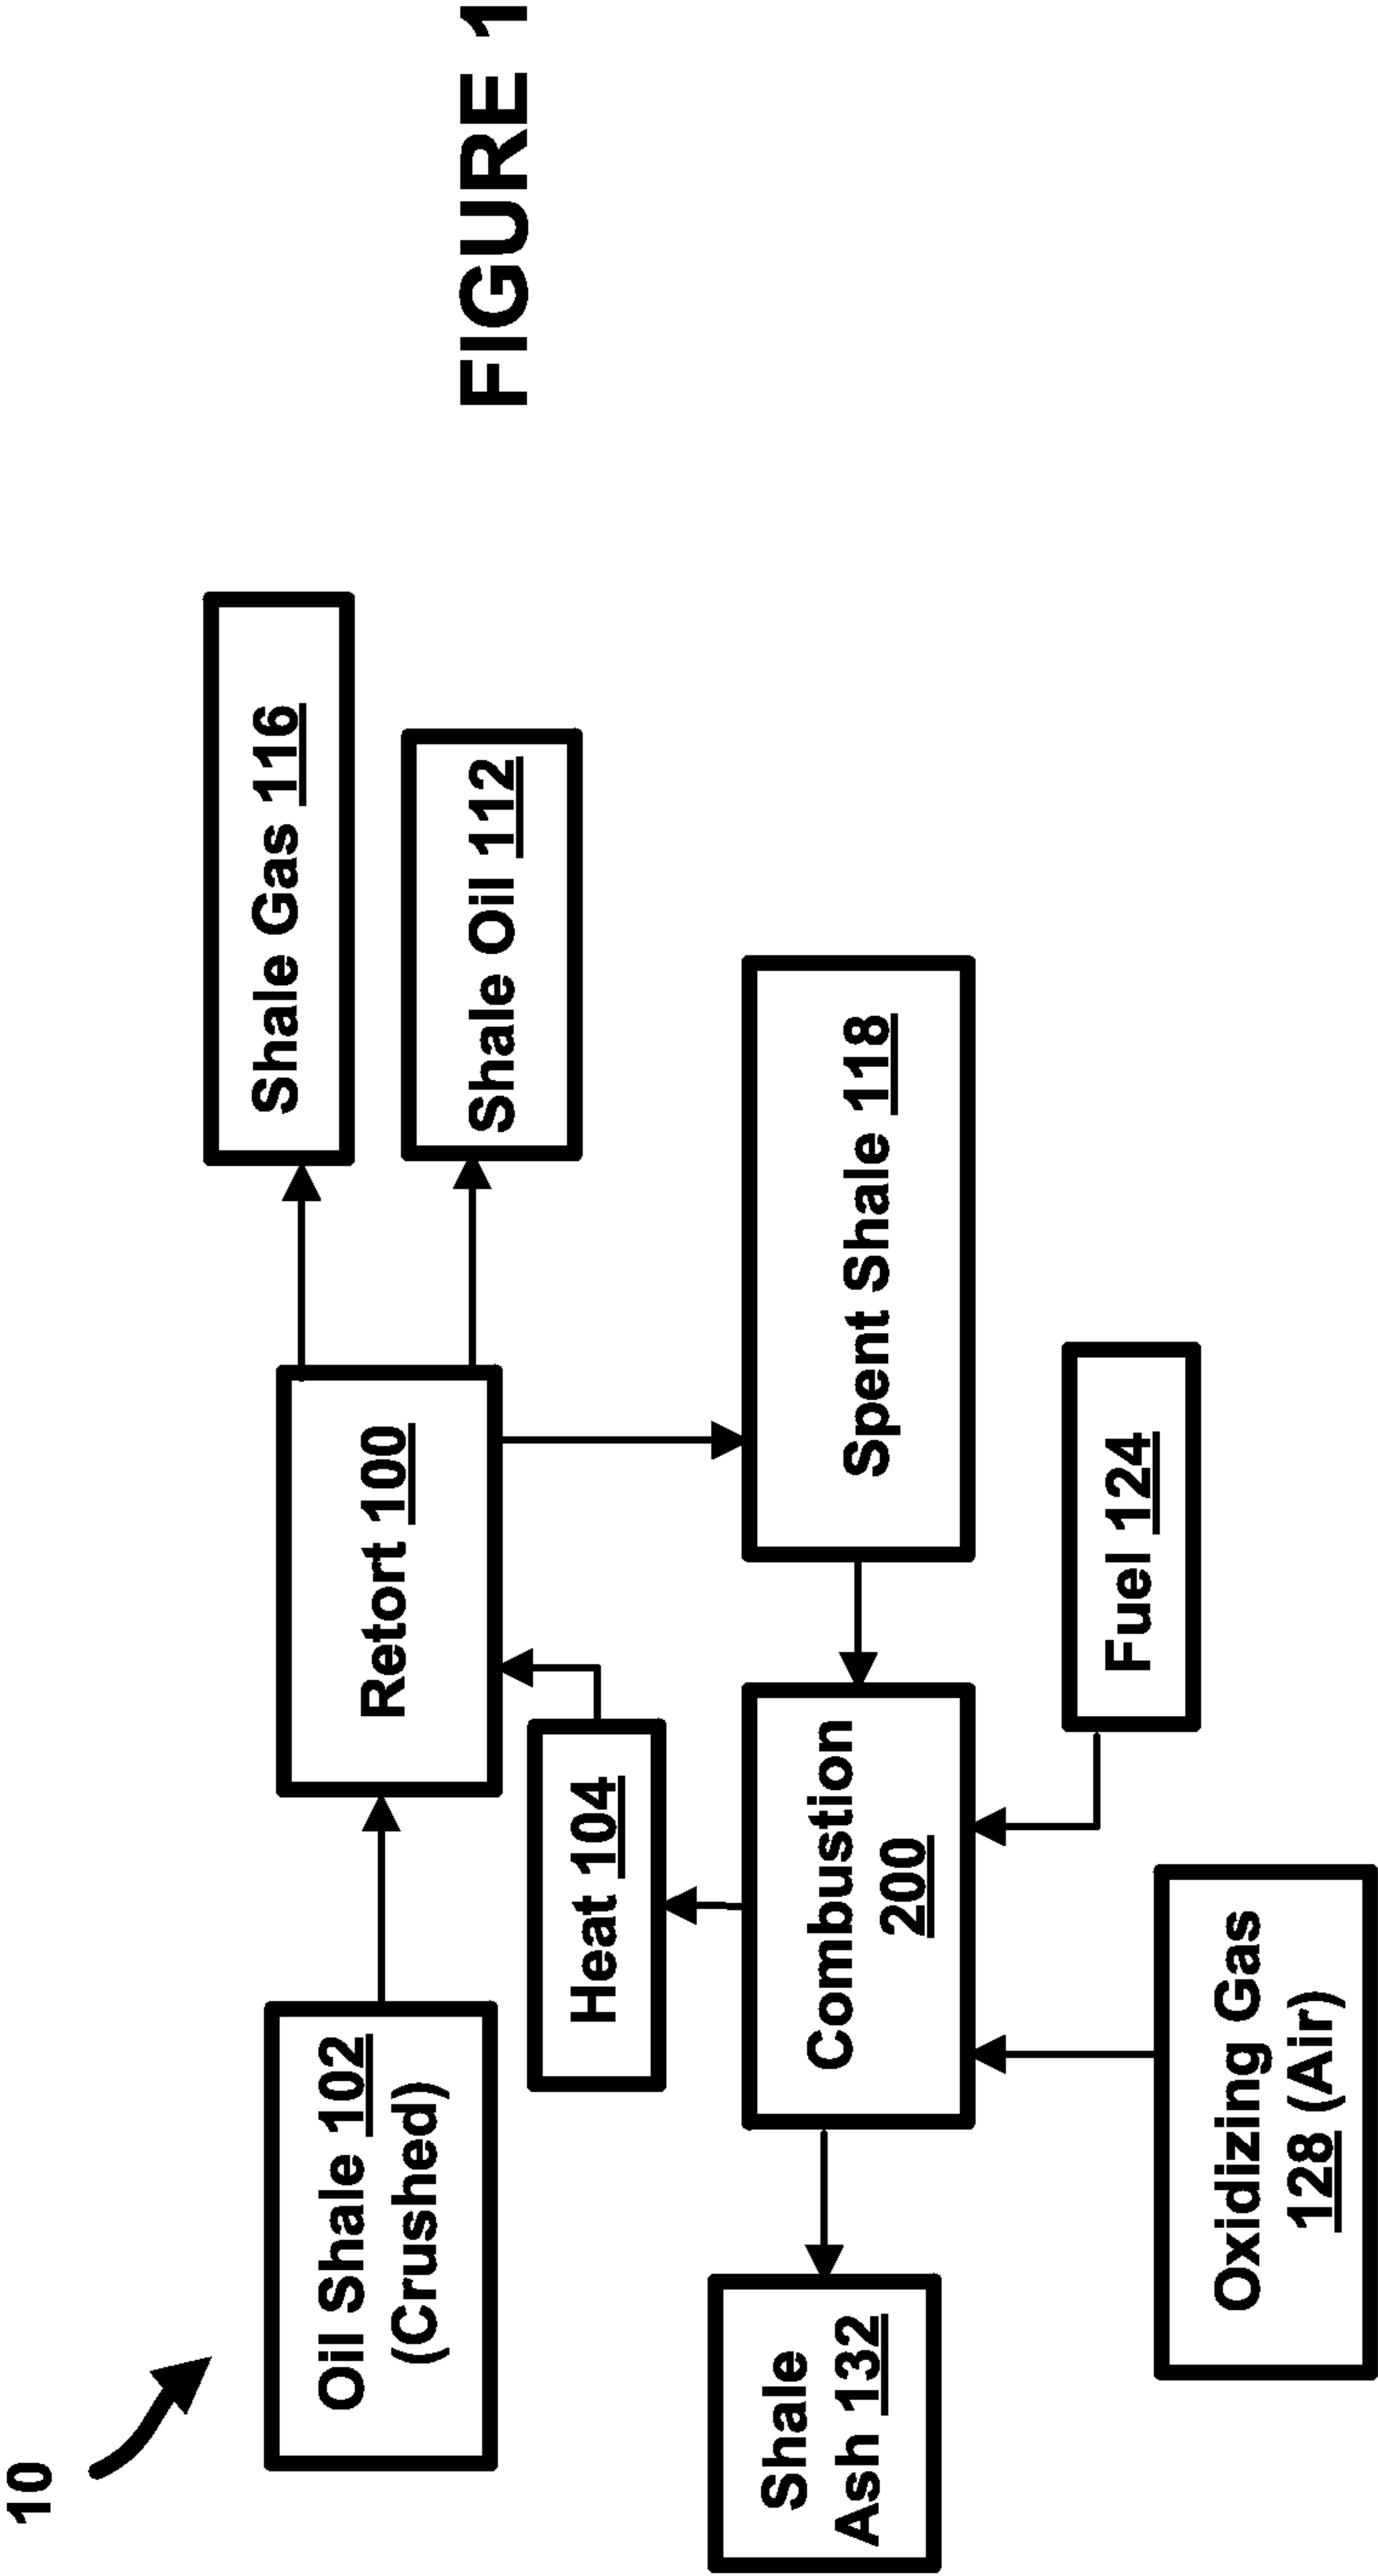 10
Oil Shale 102
(Crushed)
Retort 100
Shale Gas 116
Shale Oil 112
Heat 104
Shale
Ash 132
Combustion
200
Spent Shale 118
Oxidizing Gas
128 (Air)
Fuel 124
FIGURE 1